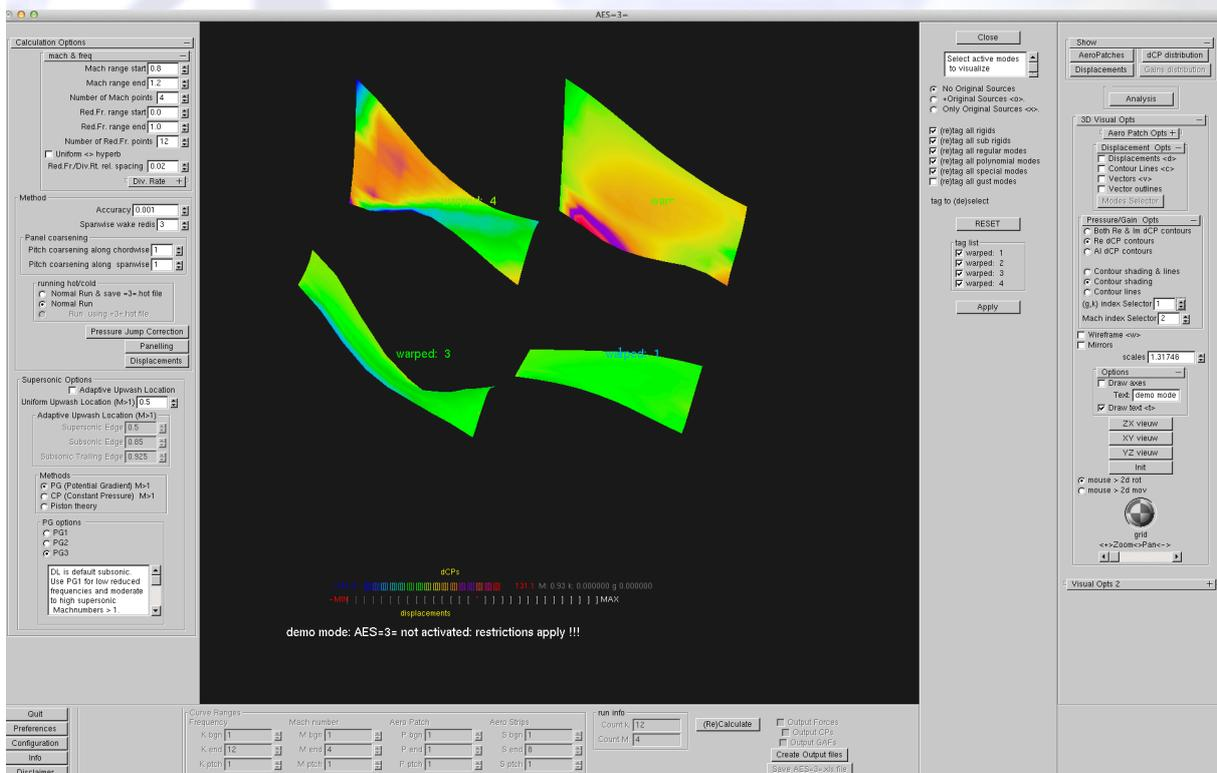 AES=3=
Calculation Options
mach & freq
Mach range start 0.8
Mach range end 1.2
Number of Mach points 4
Red.Fr. range start 0.0
Red.Fr. range end 1.0
Number of Red.Fr. points 12
Uniform <> hyperb
Red.Fr./Div.Rt. rel. spacing 0.02
Div. Rate +
Method
Accuracy 0.001
Spanwise wake redis 3
Panel coarsening
Pitch coarsening along chordwise 1
Pitch coarsening along spanwise 1
running hot/cold
Normal Run & save =3=.hot file
Normal Run
Run using =3=.hot file
Pressure Jump Correction
Panelling
Displacements
Supersonic Options
Adaptive Upwash Location
Uniform Upwash Location (M>1) 0.5
Adaptive Upwash Location (M>1)
Supersonic Edge 0.5
Subsonic Edge 0.85
Subsonic Trailing Edge 0.925
Methods
PG (Potential Gradient) M>1
CP (Constant Pressure) M>1
Piston theory
PG options
PG1
PG2
PG3
DL is default subsonic.
Use PG1 for low reduced
frequencies and moderate
to high supersonic
Machnumbers > 1.
4
warped: 3
warped: 1
dCPs
131.1 M: 0.93 k: 0.000000 g 0.000000
-MIN [ [ [ [ [ [ [ [ [ [ [ [ ' ] ] ] ] ] ] ] ] ] ] ] ] MAX
displacements
demo mode: AES=3= not activated: restrictions apply !!!
Close
Select active modes
to visualize
No Original Sources
+Original Sources <o>.
Only Original Sources <x>.
(re)tag all rigids
(re)tag all sub rigids
(re)tag all regular modes
(re)tag all polynomial modes
(re)tag all special modes
(re)tag all gust modes
tag to (de)select
RESET
tag list
warped: 1
warped: 2
warped: 3
warped: 4
Apply
Show
AeroPatches
dCP distribution
Displacements
Gains distribution
Analysis
3D Visual Opts
Aero Patch Opts +
Displacement Opts
Displacements <d>
Contour Lines <c>
Vectors <v>
Vector outlines
Modes Selector
Pressure/Gain Opts
Both Re & Im dCP contours
Re dCP contours
AI dCP contours
Contour shading & lines
Contour shading
Contour lines
(g,k) index Selector 1
Mach index Selector 2
Wireframe <w>
Mirrors
scales 1.31746
Options
Draw axes
Text: demo mode
Draw text <t>
ZX vieuw
XY vieuw
YZ vieuw
Init
mouse > 2d rot
mouse > 2d mov
grid
<+>Zoom<>Pan<->
Visual Opts 2 +
Quit
Preferences
Configuration
Info
Disclaimer
Curve Ranges
Frequency
K bgn 1
K end 12
K ptch 1
Mach number
M bgn 1
M end 4
M ptch 1
Aero Patch
P bgn 1
P end 1
P ptch 1
Aero Strips
S bgn 1
S end 8
S ptch 1
run info
Count k. 12
Count M. 4
(Re)Calculate
Output Forces
Output CPs
Output GAFs
Create Output files
Save AES=3=.xls file